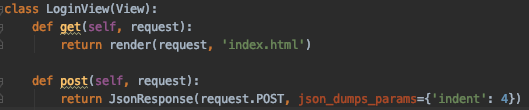 class LoginView(View):
    def get(self, request):
        return render(request, 'index.html')

    def post(self, request):
        return JsonResponse(request.POST, json_dumps_params={'indent': 4})